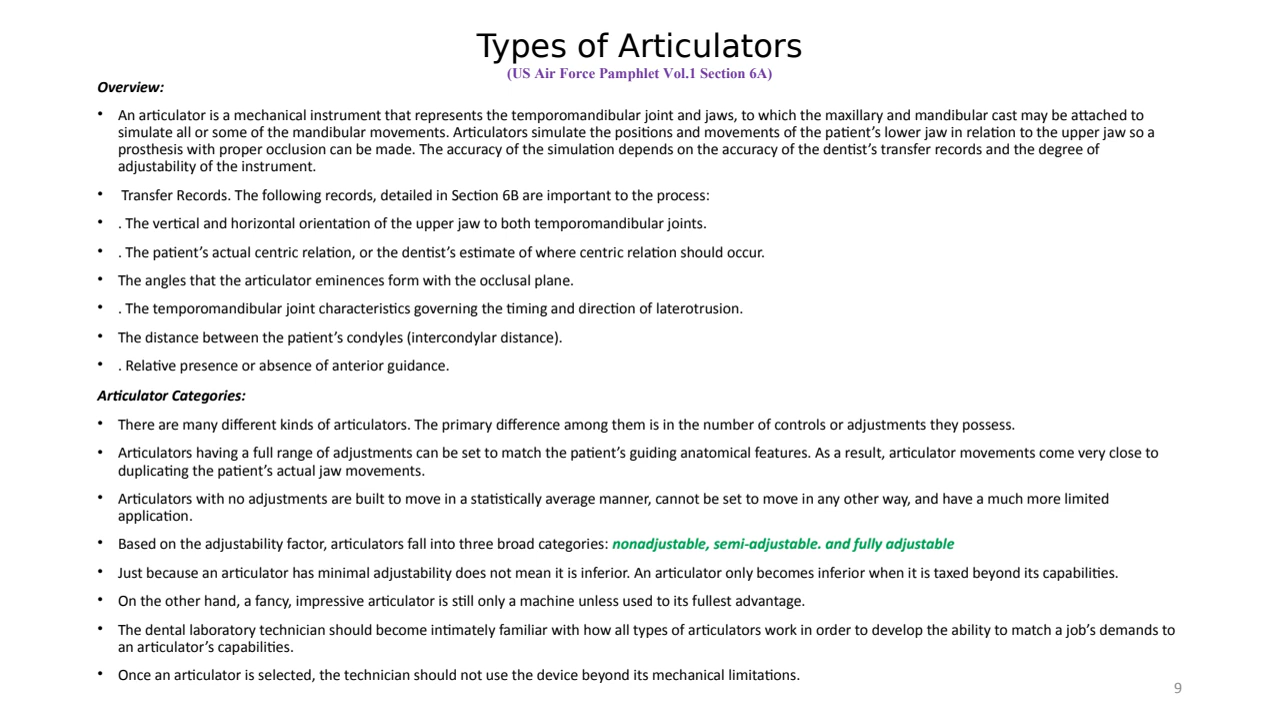 Types of Articulators
(US Air Force Pamphlet Vol.1 Section 6A)
Overview:
• An articulator is a mechanical instrument that represents the temporomandibular joint and jaws, to which the maxillary and mandibular cast may be attached to
simulate all or some of the mandibular movements. Articulators simulate the positions and movements of the patient’s lower jaw in relation to the upper jaw so a
prosthesis with proper occlusion can be made. The accuracy of the simulation depends on the accuracy of the dentist’s transfer records and the degree of
adjustability of the instrument.
• Transfer Records. The following records, detailed in Section 6B are important to the process:
• . The vertical and horizontal orientation of the upper jaw to both temporomandibular joints.
• . The patient’s actual centric relation, or the dentist’s estimate of where centric relation should occur.
• The angles that the articulator eminences form with the occlusal plane.
• . The temporomandibular joint characteristics governing the timing and direction of laterotrusion.
• The distance between the patient’s condyles (intercondylar distance).
• . Relative presence or absence of anterior guidance.
Articulator Categories:
• There are many different kinds of articulators. The primary difference among them is in the number of controls or adjustments they possess.
• Articulators having a full range of adjustments can be set to match the patient’s guiding anatomical features. As a result, articulator movements come very close to
duplicating the patient’s actual jaw movements.
• Articulators with no adjustments are built to move in a statistically average manner, cannot be set to move in any other way, and have a much more limited
application.
• Based on the adjustability factor, articulators fall into three broad categories: nonadjustable, semi-adjustable. and fully adjustable
• Just because an articulator has minimal adjustability does not mean it is inferior. An articulator only becomes inferior when it is taxed beyond its capabilities.
• On the other hand, a fancy, impressive articulator is still only a machine unless used to its fullest advantage.
• The dental laboratory technician should become intimately familiar with how all types of articulators work in order to develop the ability to match a job’s demands to
an articulator’s capabilities.
• Once an articulator is selected, the technician should not use the device beyond its mechanical limitations.
9